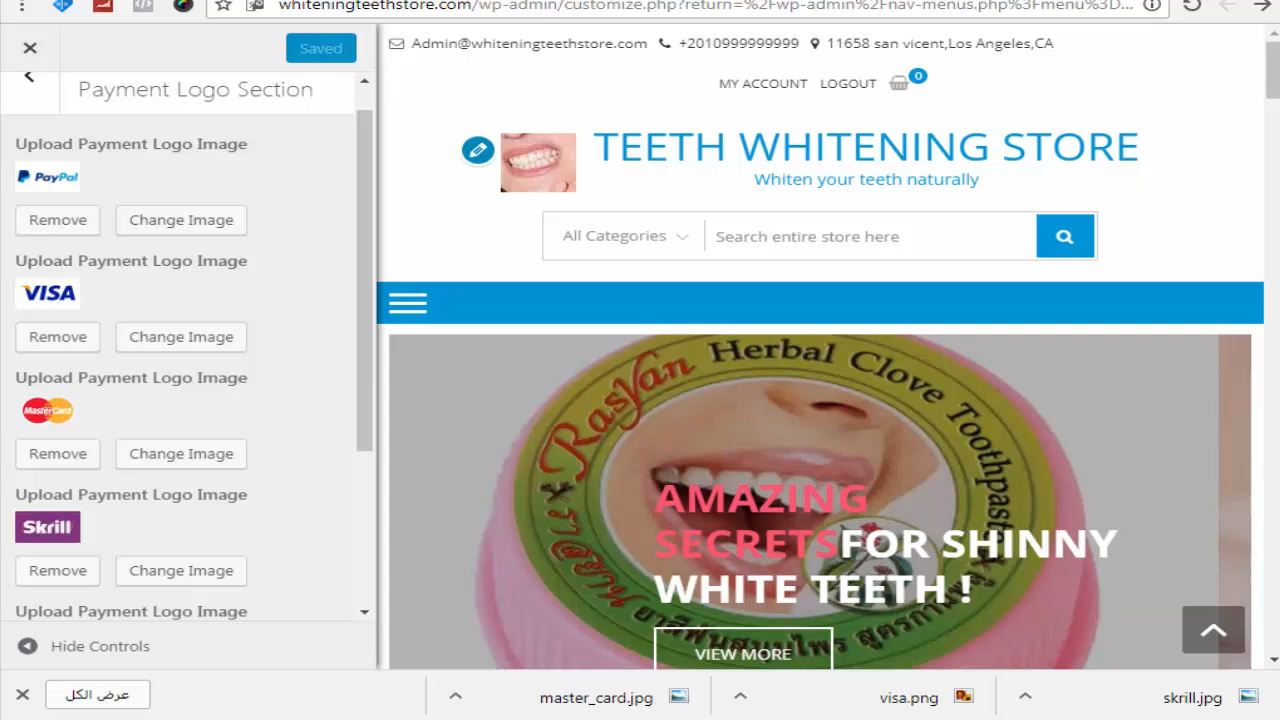 whiteningteethstore.com/wp-admin/customize.php?return=%2Fwp-admin%2Fnav-menus.php%3Fmenu%3D...
Saved
Payment Logo Section
Upload Payment Logo Image
PayPal
Remove
Change Image
Upload Payment Logo Image
VISA
Remove
Change Image
Upload Payment Logo Image
MasterCard
Remove
Change Image
Upload Payment Logo Image
Skrill
Remove
Change Image
Upload Payment Logo Image
Hide Controls
Admin@whiteningteethstore.com +2010999999999 11658 san vicent,Los Angeles,CA
MY ACCOUNT LOGOUT 0
TEETH WHITENING STORE
Whiten your teeth naturally
All Categories Search entire store here
Rasyan Herbal Clove Toothpaste
AMAZING
SECRETSFOR SHINNY
WHITE TEETH !
VIEW MORE
عرض الكل
master_card.jpg
visa.png
skrill.jpg